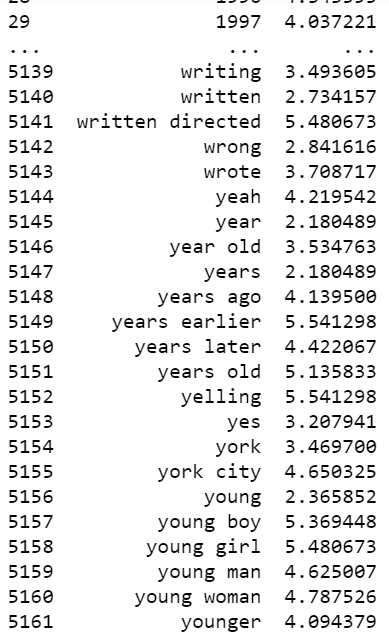 29 1997 4.037221
... ... ...
5139 writing 3.493605
5140 written 2.734157
5141 written directed 5.480673
5142 wrong 2.841616
5143 wrote 3.708717
5144 yeah 4.219542
5145 year 2.180489
5146 year old 3.534763
5147 years 2.180489
5148 years ago 4.139500
5149 years earlier 5.541298
5150 years later 4.422067
5151 years old 5.135833
5152 yelling 5.541298
5153 yes 3.207941
5154 york 3.469700
5155 york city 4.650325
5156 young 2.365852
5157 young boy 5.369448
5158 young girl 5.480673
5159 young man 4.625007
5160 young woman 4.787526
5161 younger 4.094379